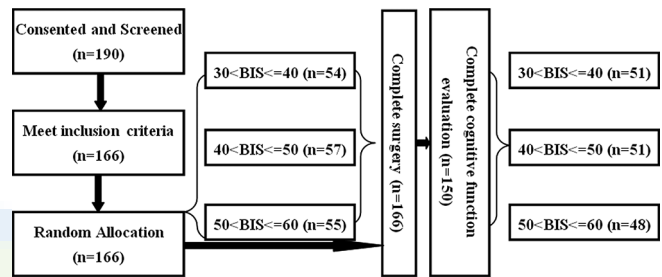 Consented and Screened
(n=190)
Meet inclusion criteria
(n=166)
Random Allocation
(n=166)
30<BIS<=40 (n=54)
40<BIS<=50 (n=57)
50<BIS<=60 (n=55)
Complete surgery
(n=166)
Complete cognitive function
evaluation (n=150)
30<BIS<=40 (n=51)
40<BIS<=50 (n=51)
50<BIS<=60 (n=48)